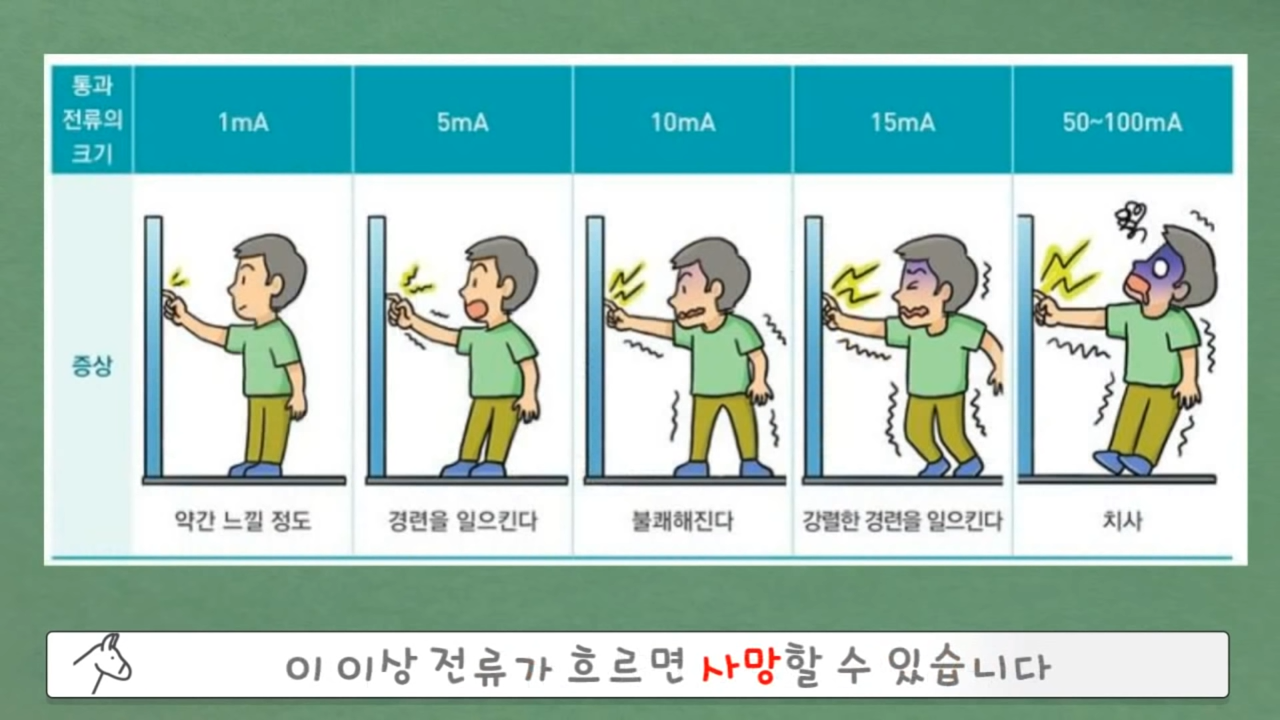 통과
전류의
크기
1mA
5mA
10mA
15mA
50~100mA
증상
약간 느낄 정도
경련을 일으킨다
불쾌해진다
강렬한 경련을 일으킨다
치사
이 이상 전류가 흐르면 사망할 수 있습니다